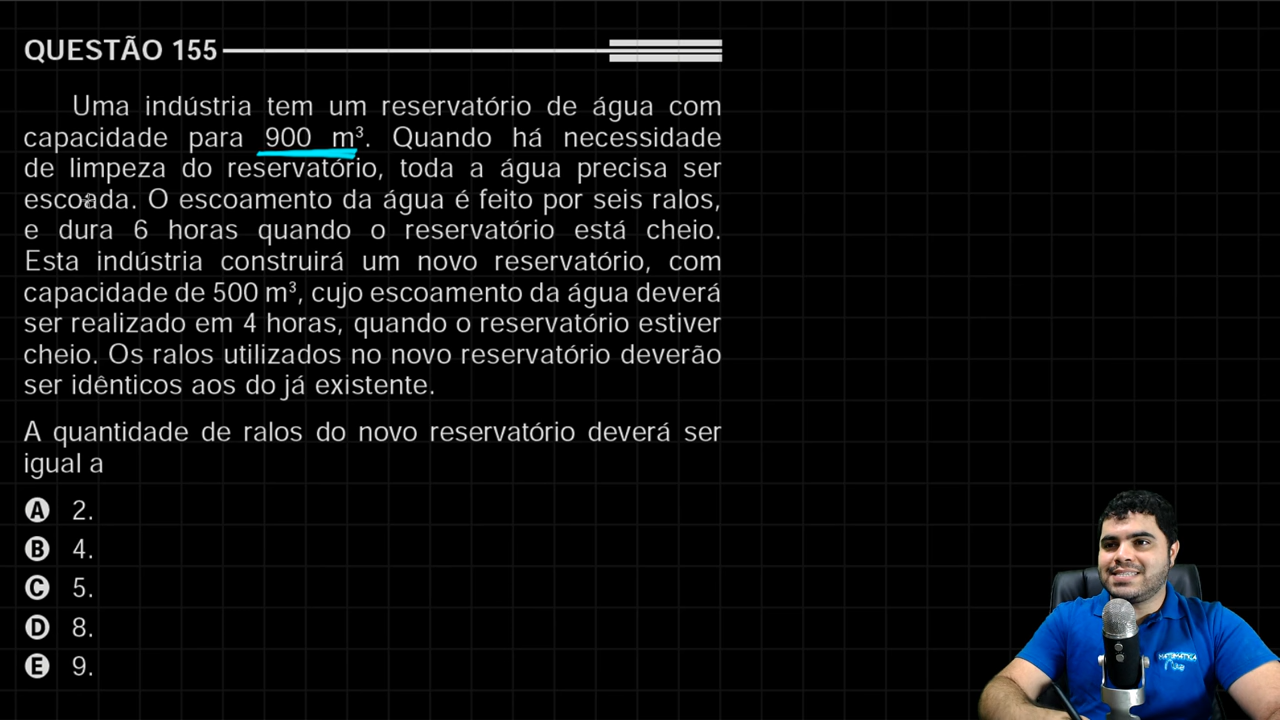 QUESTÃO 155
Uma indústria tem um reservatório de água com
capacidade para 900 m³. Quando há necessidade
de limpeza do reservatório, toda a água precisa ser
escoada. O escoamento da água é feito por seis ralos,
e dura 6 horas quando o reservatório está cheio.
Esta indústria construirá um novo reservatório, com
capacidade de 500 m³, cujo escoamento da água deverá
ser realizado em 4 horas, quando o reservatório estiver
cheio. Os ralos utilizados no novo reservatório deverão
ser idênticos aos do já existente.
A quantidade de ralos do novo reservatório deverá ser
igual a
A 2.
B 4.
C 5.
D 8.
E 9.
MATEMÁTICA